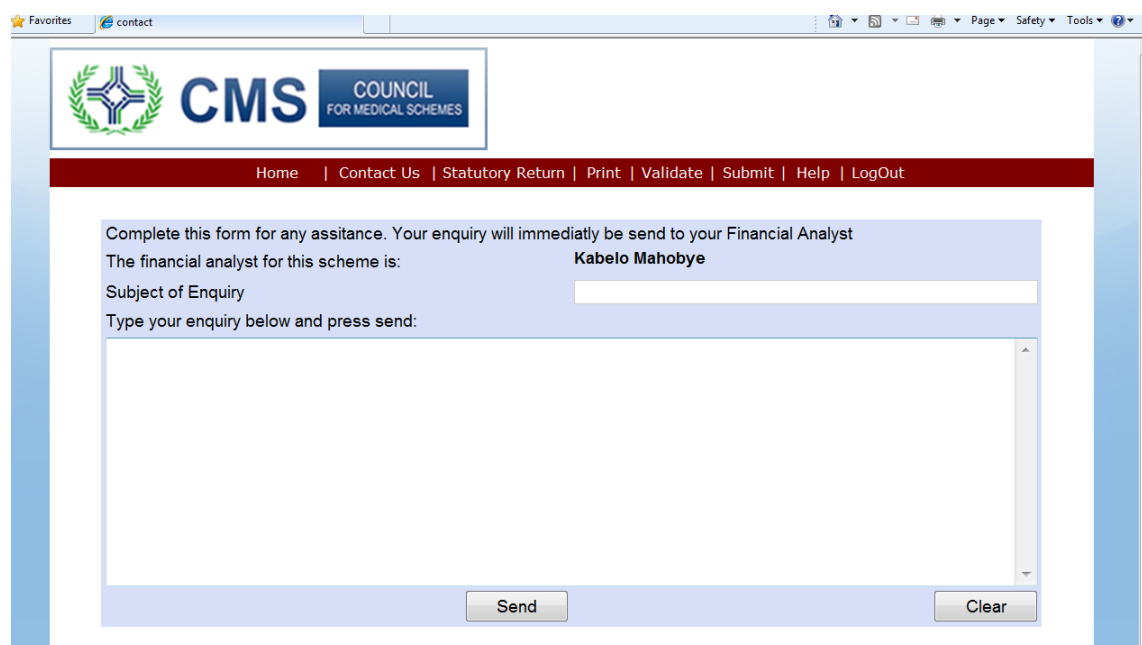 Favorites contact Page Safety Tools
CMS COUNCIL
FOR MEDICAL SCHEMES
Home | Contact Us | Statutory Return | Print | Validate | Submit | Help | LogOut
Complete this form for any assitance. Your enquiry will immediatly be send to your Financial Analyst
The financial analyst for this scheme is: Kabelo Mahobye
Subject of Enquiry
Type your enquiry below and press send:
Send Clear